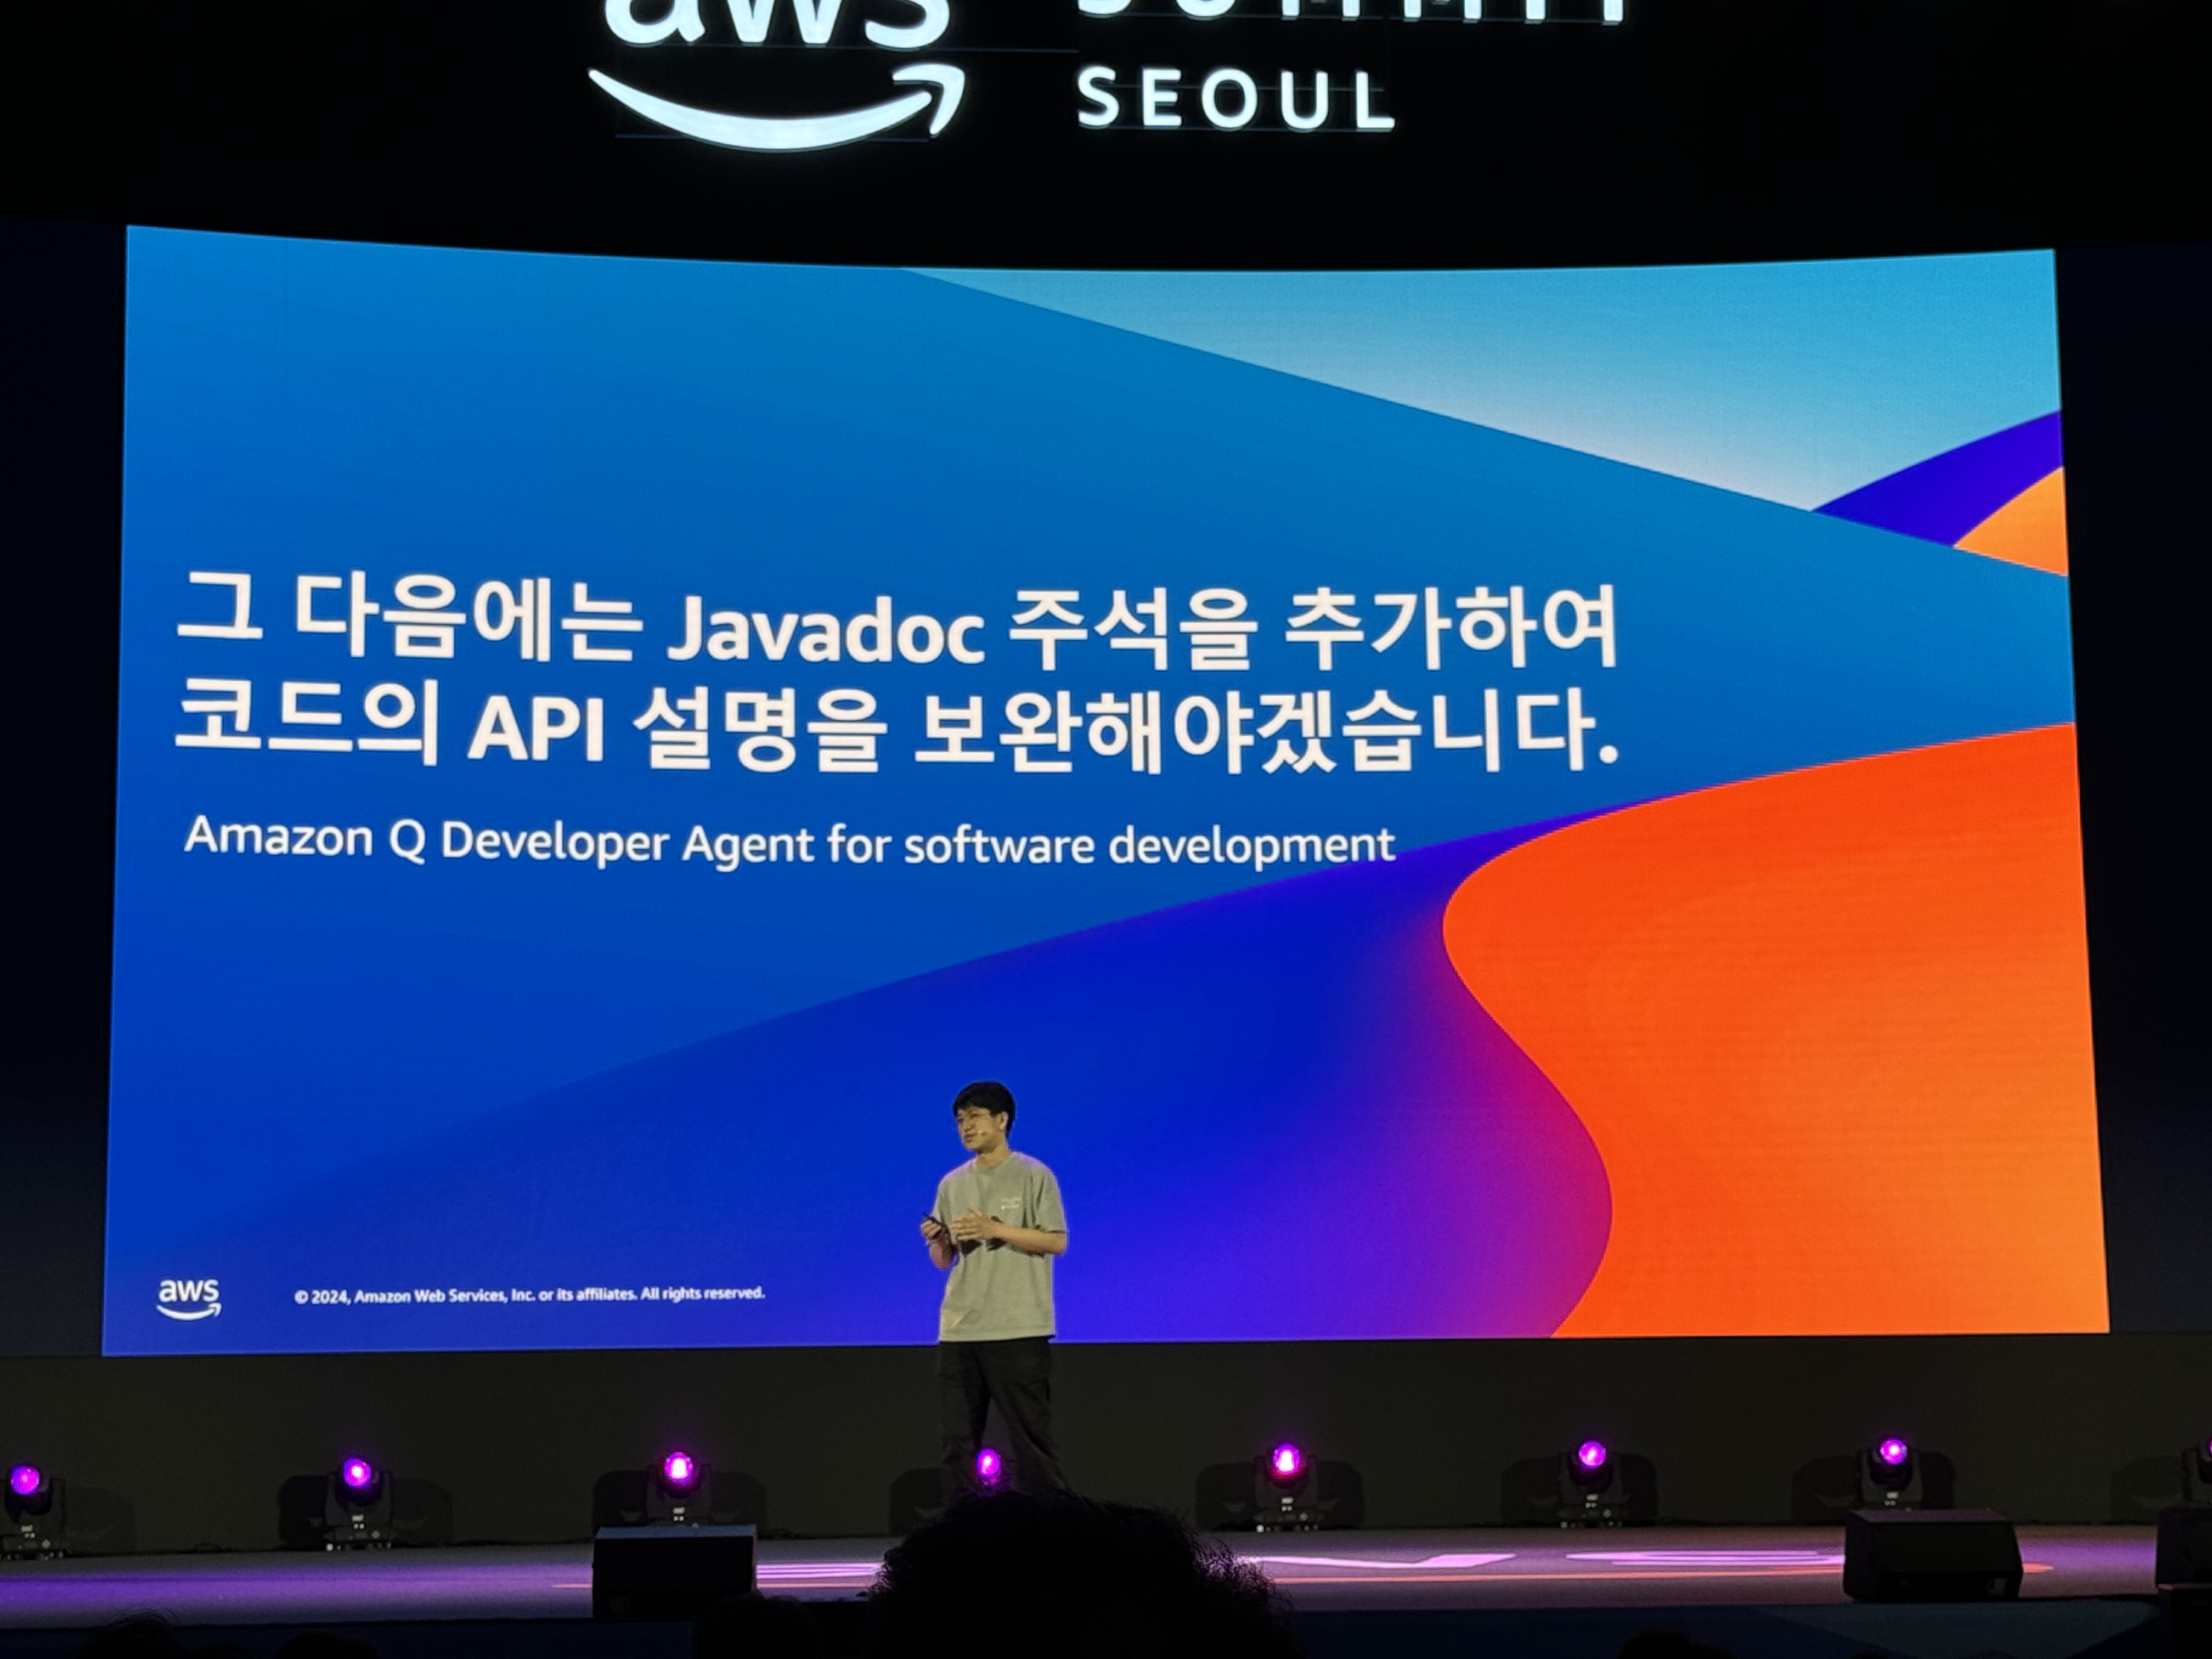 aws
SUMMIT
SEOUL
그 다음에는 Javadoc 주석을 추가하여
코드의 API 설명을 보완해야겠습니다.
Amazon Q Developer Agent for software development
aws
© 2024, Amazon Web Services, Inc. or its affiliates. All rights reserved.